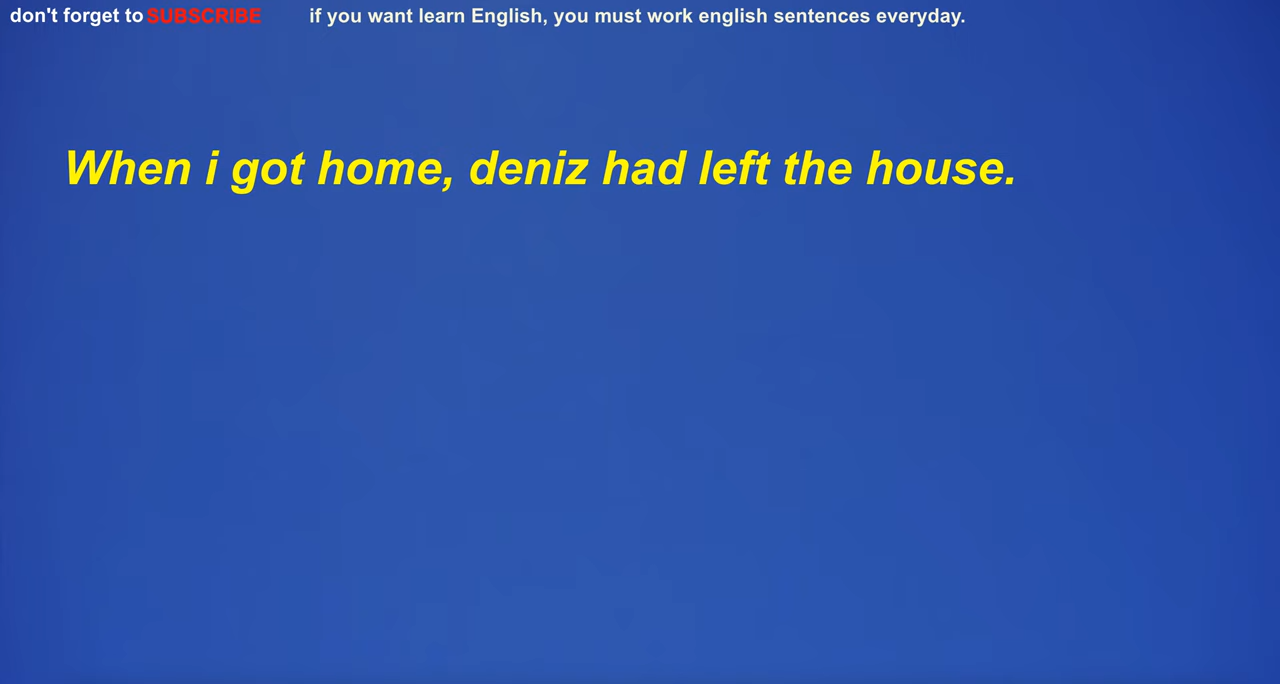 don't forget to SUBSCRIBE if you want learn English, you must work english sentences everyday.
When i got home, deniz had left the house.